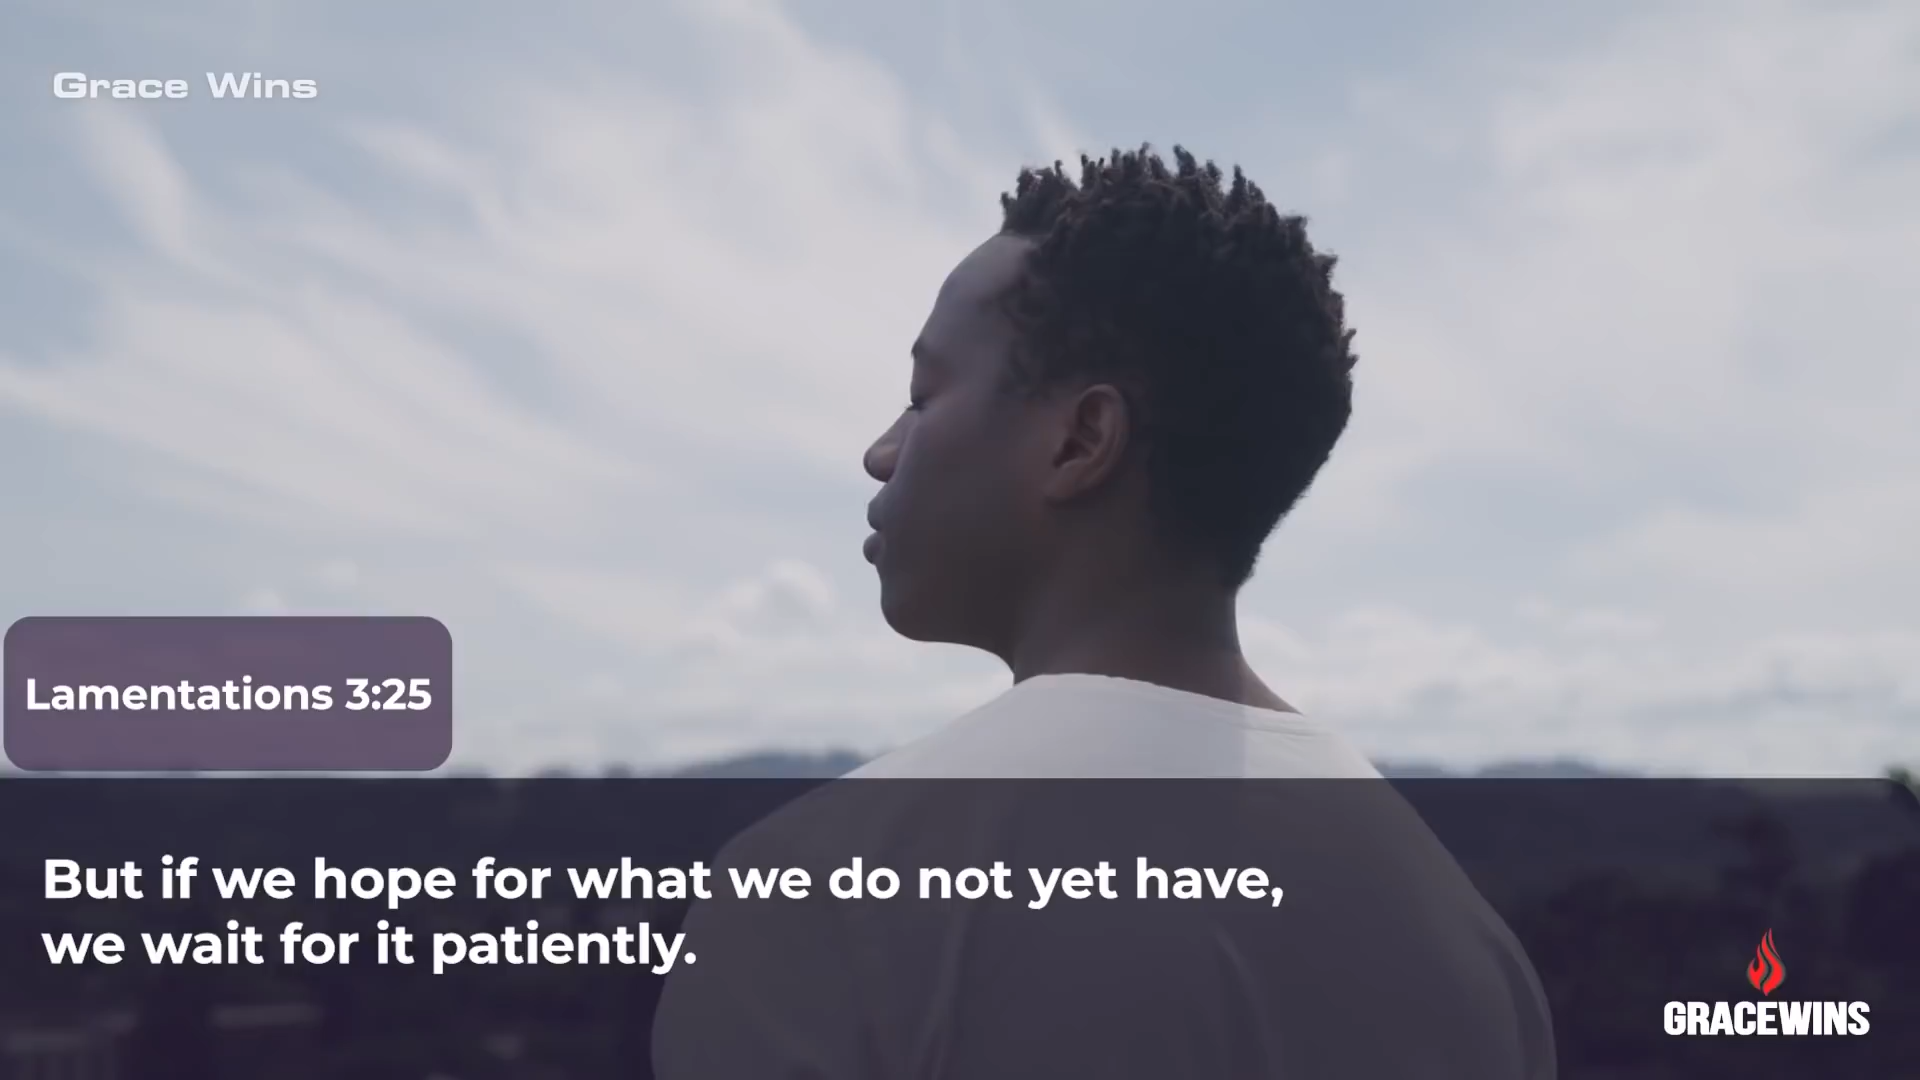 Grace Wins
Lamentations 3:25
But if we hope for what we do not yet have,
we wait for it patiently.
GRACEWINS